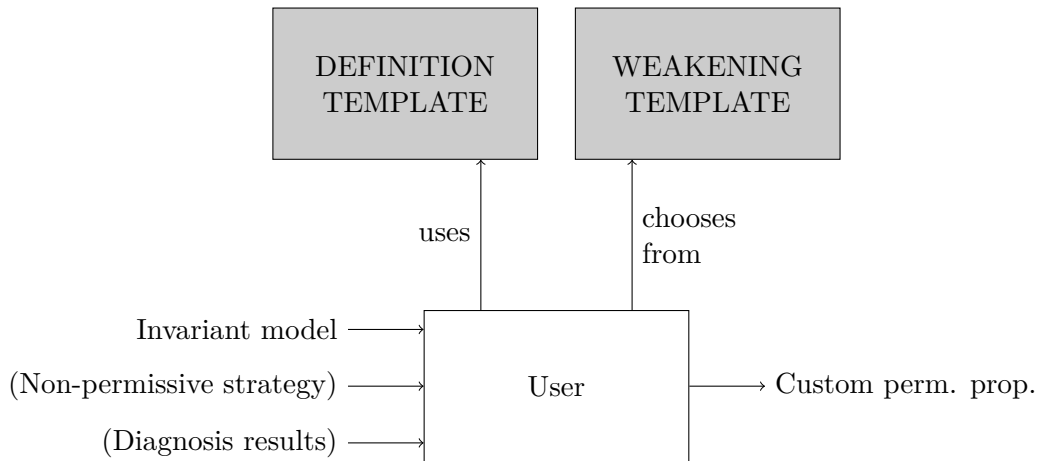 DEFINITION
TEMPLATE
WEAKENING
TEMPLATE
uses
chooses
from
Invariant model
(Non-permissive strategy)
(Diagnosis results)
User
Custom perm. prop.